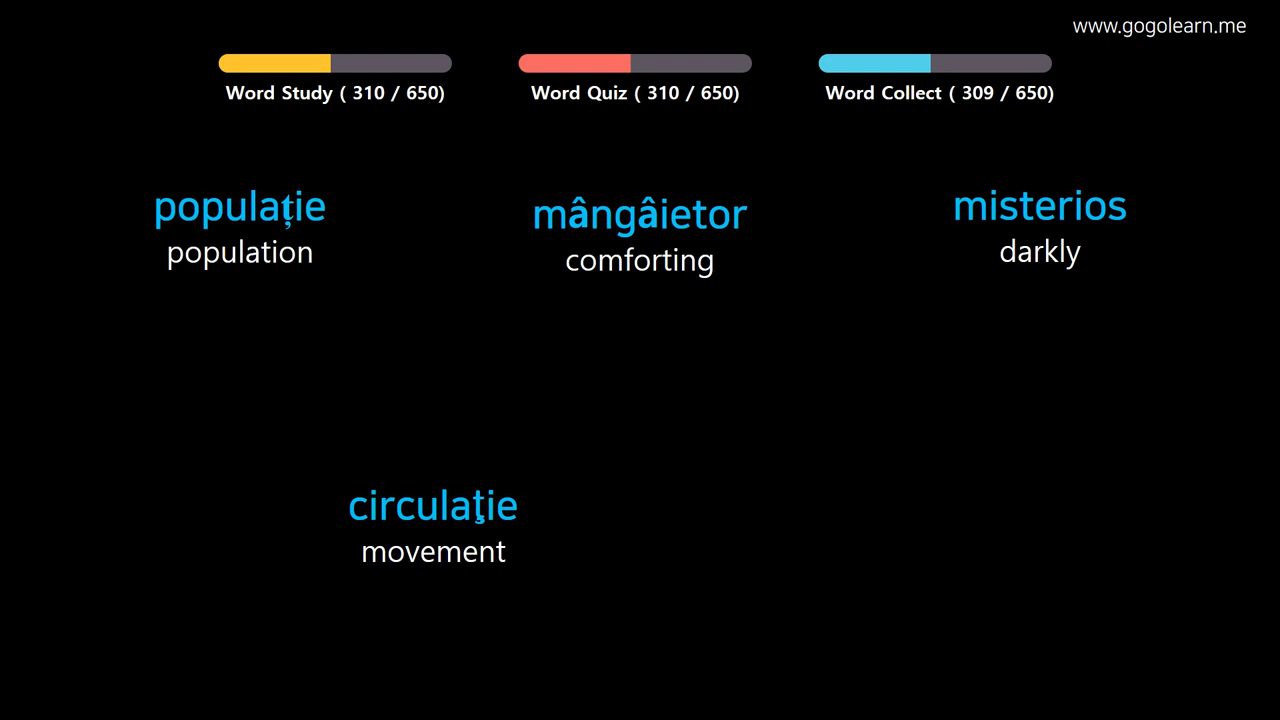 www.gogolearn.me
Word Study ( 310 / 650)
Word Quiz ( 310 / 650)
Word Collect ( 309 / 650)
populație
population
mângâietor
comforting
misterios
darkly
circulaţie
movement